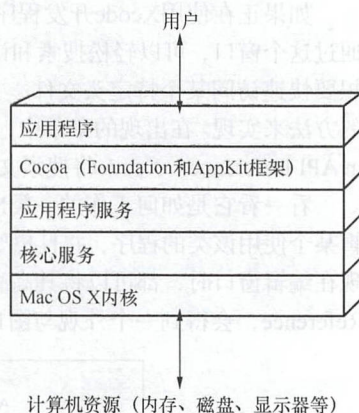 用户
应用程序
Cocoa（Foundation和AppKit框架）
应用程序服务
核心服务
Mac OS X内核
计算机资源（内存、磁盘、显示器等）